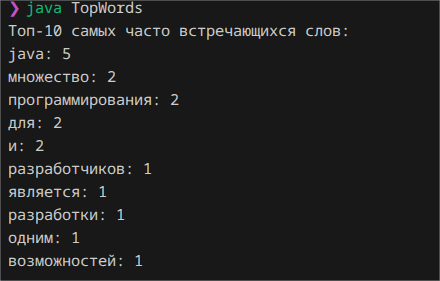 ❯ java TopWords
Топ-10 самых часто встречающихся слов:
java: 5
множество: 2
программирования: 2
для: 2
и: 2
разработчиков: 1
является: 1
разработки: 1
одним: 1
возможностей: 1